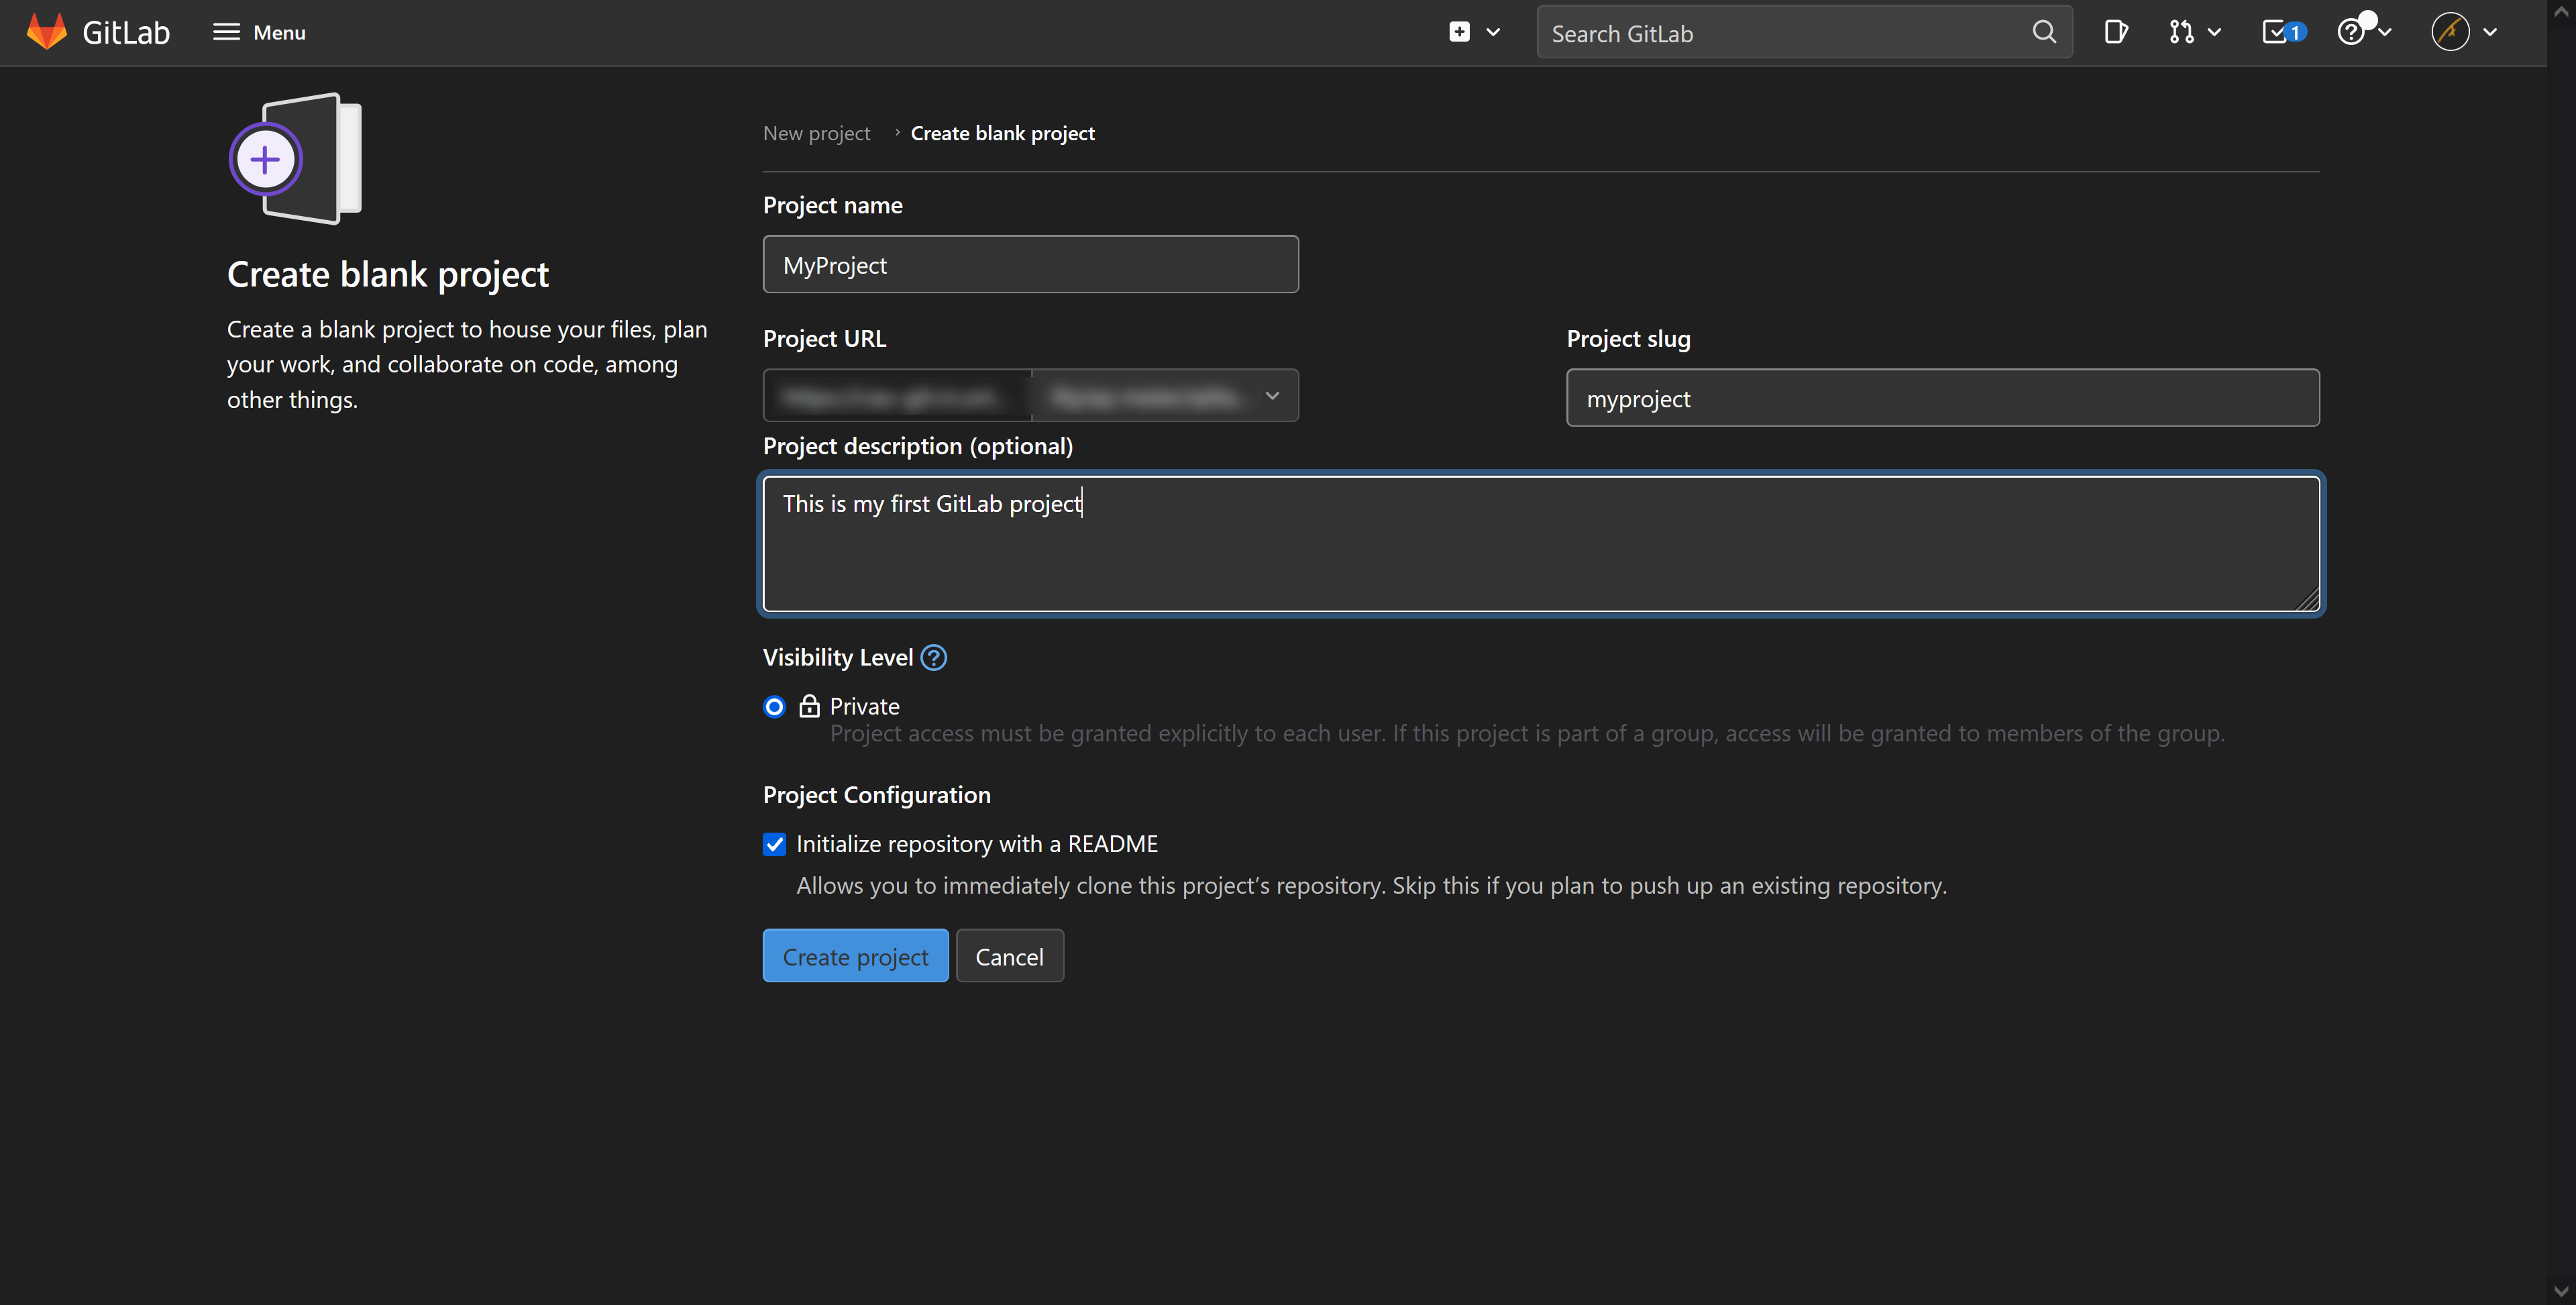 GitLab Menu Search GitLab 1
New project › Create blank project
Project name
MyProject
Create blank project
Create a blank project to house your files, plan
your work, and collaborate on code, among
other things.
Project URL Project slug
myproject
Project description (optional)
This is my first GitLab project
Visibility Level ?
Private
Project access must be granted explicitly to each user. If this project is part of a group, access will be granted to members of the group.
Project Configuration
Initialize repository with a README
Allows you to immediately clone this project’s repository. Skip this if you plan to push up an existing repository.
Create project Cancel